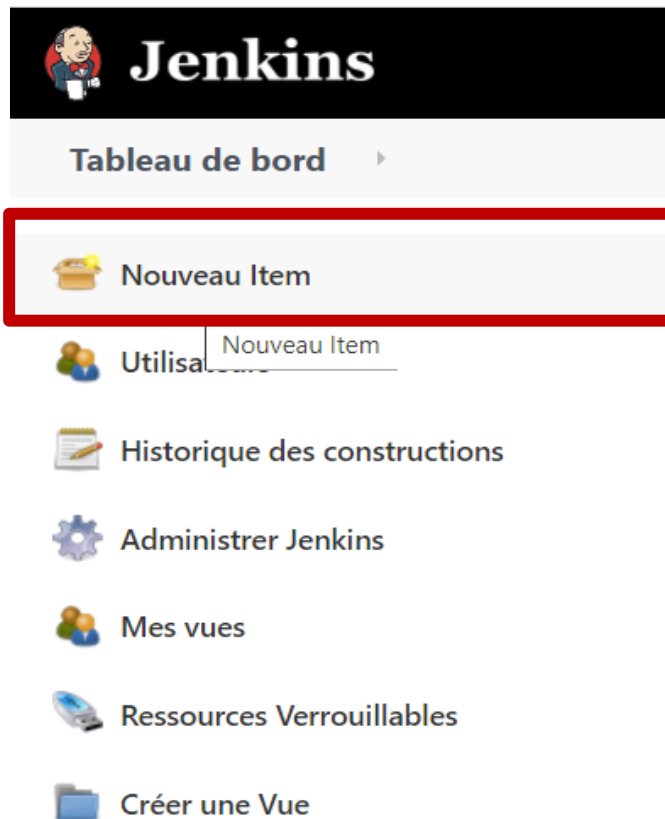 Jenkins
Tableau de bord
Nouveau Item
Nouveau Item
Utilisa
Historique des constructions
Administrer Jenkins
Mes vues
Ressources Verrouillables
Créer une Vue